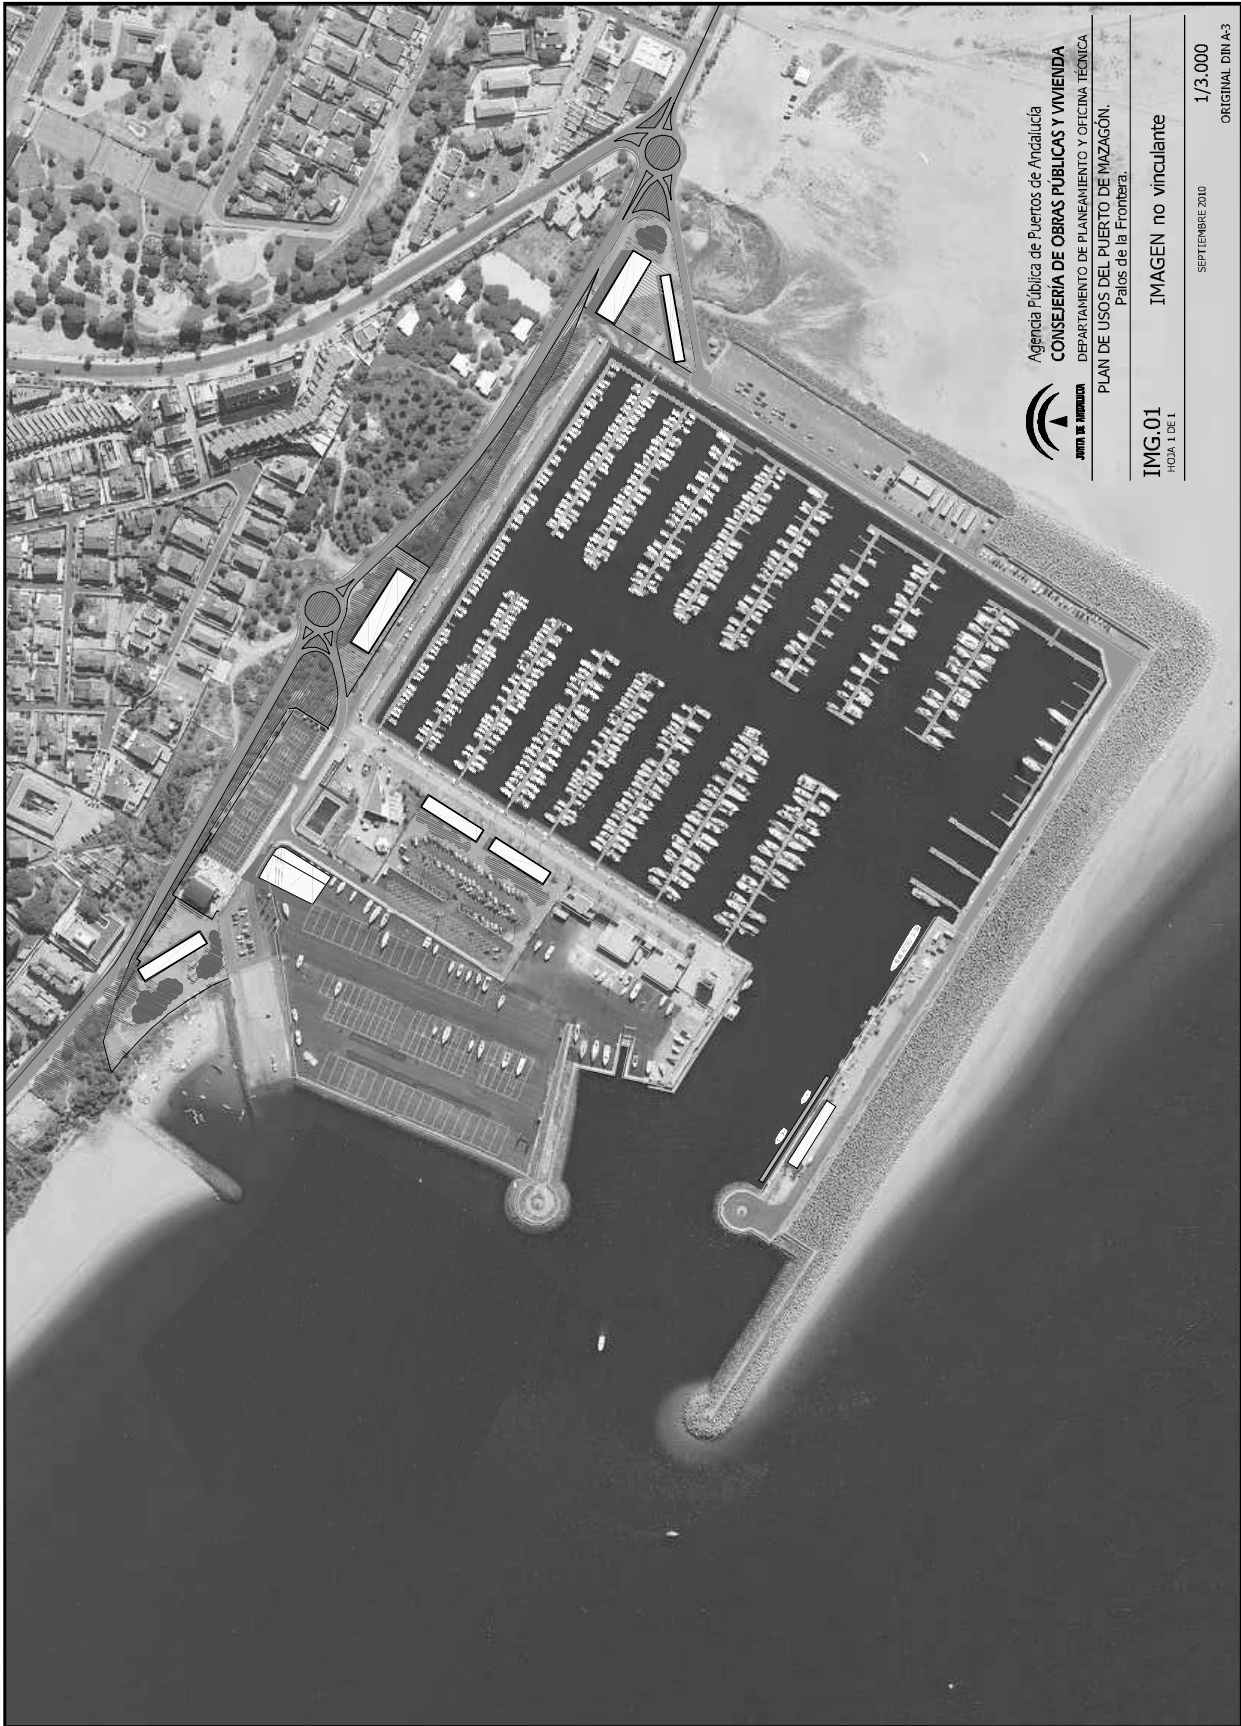 Agencia Pública de Puertos de Andalucía
CONSEJERÍA DE OBRAS PÚBLICAS Y VIVIENDA
JUNTA DE ANDALUCIA
DEPARTAMENTO DE PLANEAMIENTO Y OFICINA TÉCNICA
PLAN DE USOS DEL PUERTO DE MAZAGÓN.
Palos de la Frontera.
IMG.01
HOJA 1 DE 1
IMAGEN no vinculante
SEPTIEMBRE 2010
1/3.000
ORIGINAL DIN A-3